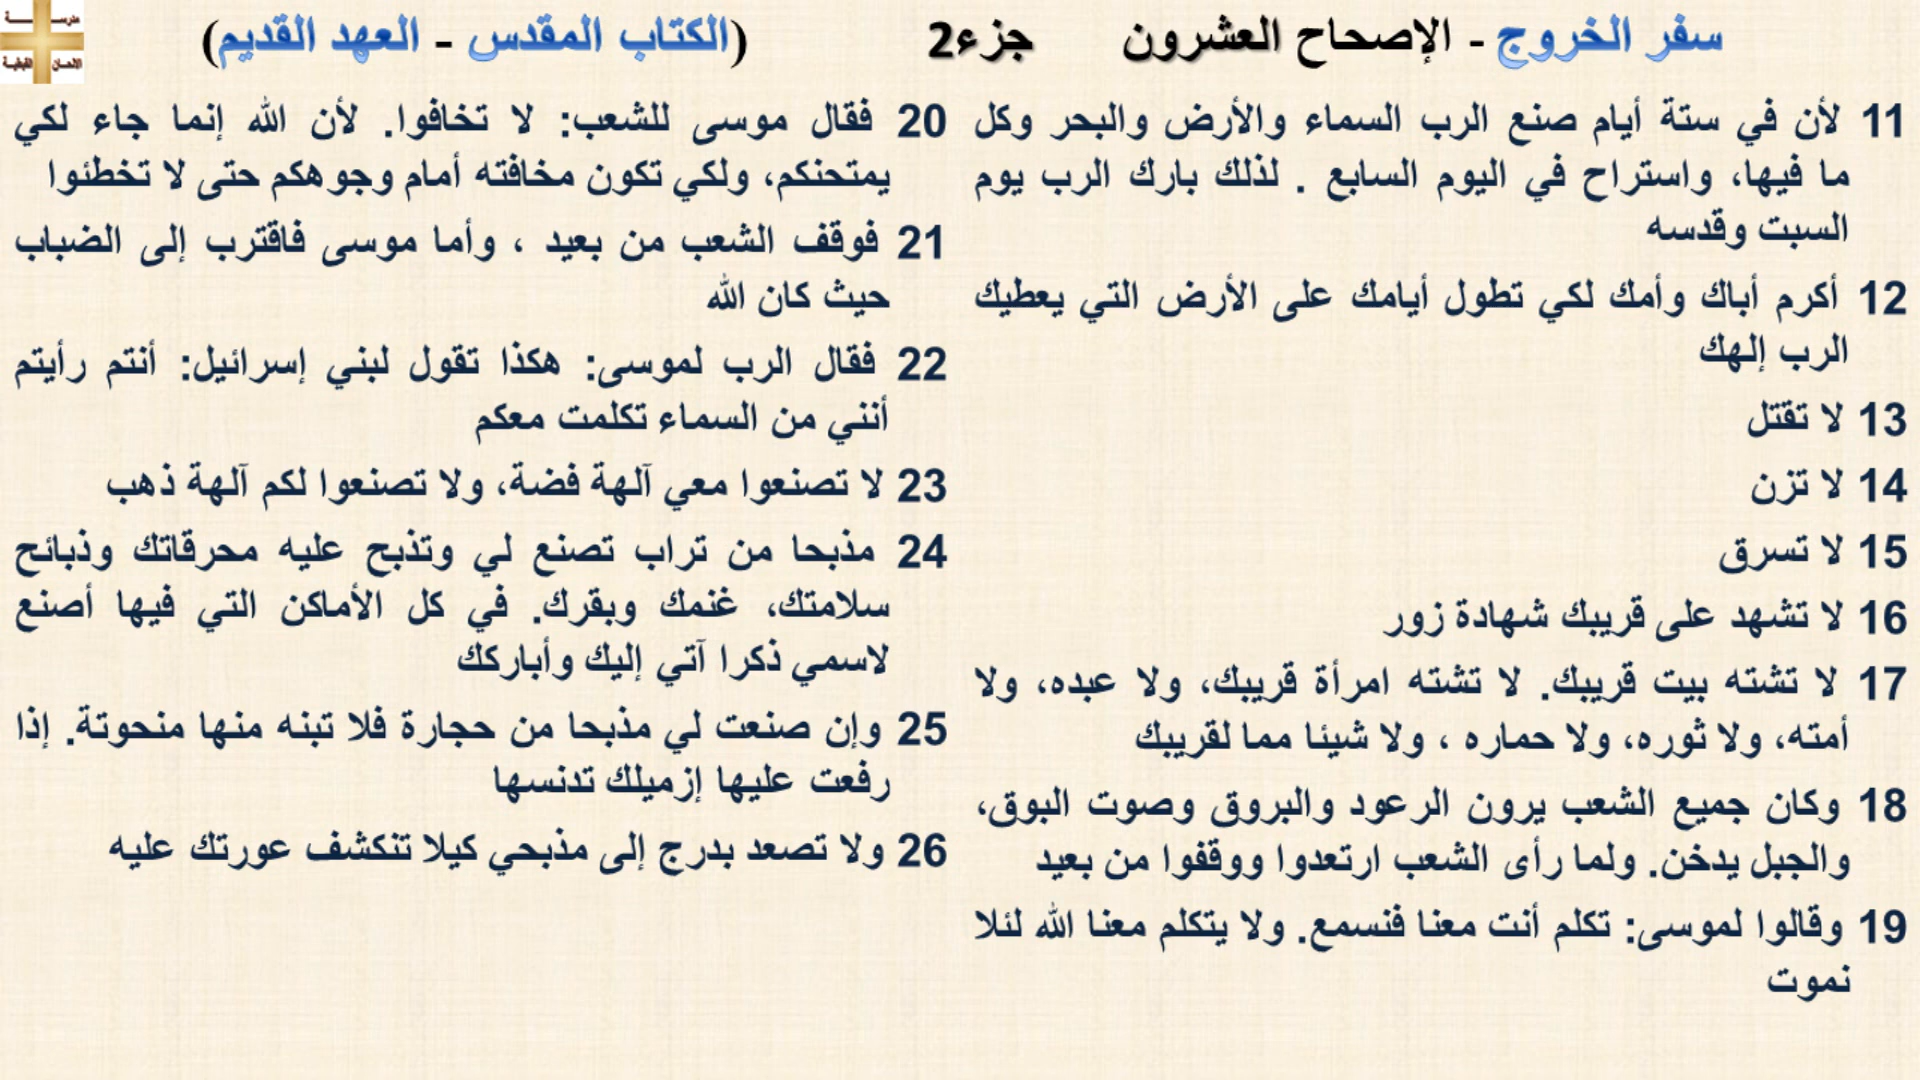 سفر الخروج - الإصحاح العشرون جزء2 (الكتاب المقدس - العهد القديم)
مدرســـــة
الالحـان القبطية
11 لأن في ستة أيام صنع الرب السماء والأرض والبحر وكل
ما فيها، واستراح في اليوم السابع . لذلك بارك الرب يوم
السبت وقدسه
12 أكرم أباك وأمك لكي تطول أيامك على الأرض التي يعطيك
الرب إلهك
13 لا تقتل
14 لا تزن
15 لا تسرق
16 لا تشهد على قريبك شهادة زور
17 لا تشته بيت قريبك. لا تشته امرأة قريبك، ولا عبده، ولا
أمته، ولا ثوره، ولا حماره ، ولا شيئا مما لقريبك
18 وكان جميع الشعب يرون الرعود والبروق وصوت البوق،
والجبل يدخن. ولما رأى الشعب ارتعدوا ووقفوا من بعيد
19 وقالوا لموسى: تكلم أنت معنا فنسمع. ولا يتكلم معنا الله لئلا
نموت
20 فقال موسى للشعب: لا تخافوا. لأن الله إنما جاء لكي
يمتحنكم، ولكي تكون مخافته أمام وجوهكم حتى لا تخطئوا
21 فوقف الشعب من بعيد ، وأما موسى فاقترب إلى الضباب
حيث كان الله
22 فقال الرب لموسى: هكذا تقول لبني إسرائيل: أنتم رأيتم
أنني من السماء تكلمت معكم
23 لا تصنعوا معي آلهة فضة، ولا تصنعوا لكم آلهة ذهب
24 مذبحا من تراب تصنع لي وتذبح عليه محرقاتك وذبائح
سلامتك، غنمك وبقرك. في كل الأماكن التي فيها أصنع
لاسمي ذكرا آتي إليك وأباركك
25 وإن صنعت لي مذبحا من حجارة فلا تبنه منها منحوتة. إذا
رفعت عليها إزميلك تدنسها
26 ولا تصعد بدرج إلى مذبحي كيلا تنكشف عورتك عليه